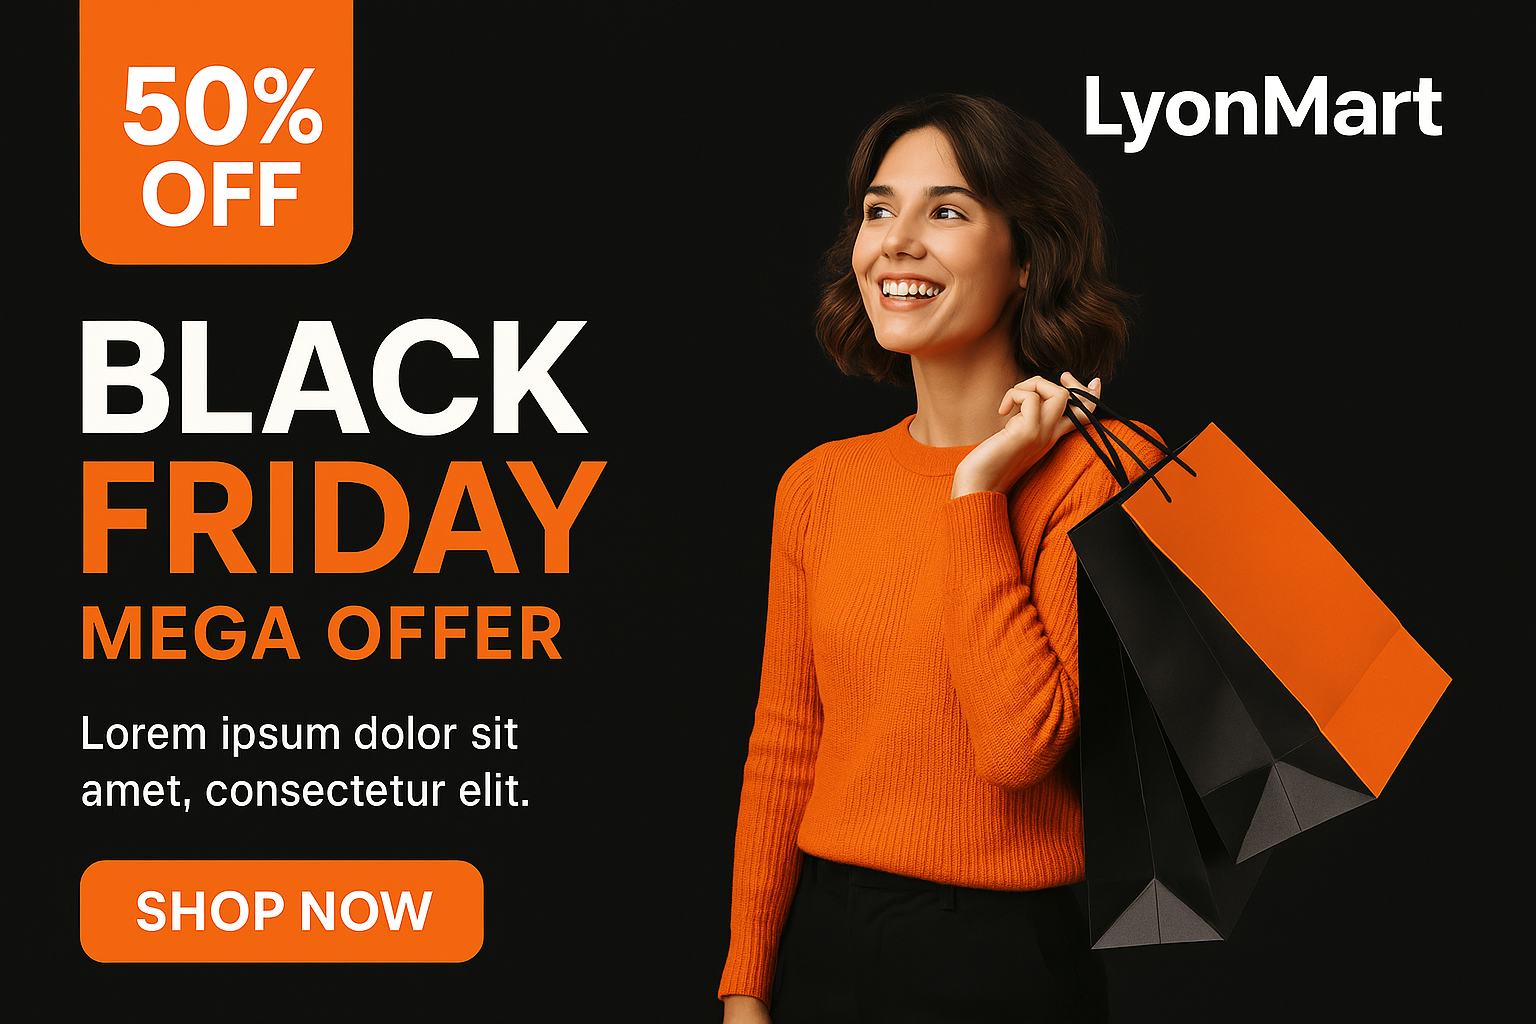 50%
OFF
LyonMart
BLACK
FRIDAY
MEGA OFFER
Lorem ipsum dolor sit
amet, consectetur elit.
SHOP NOW